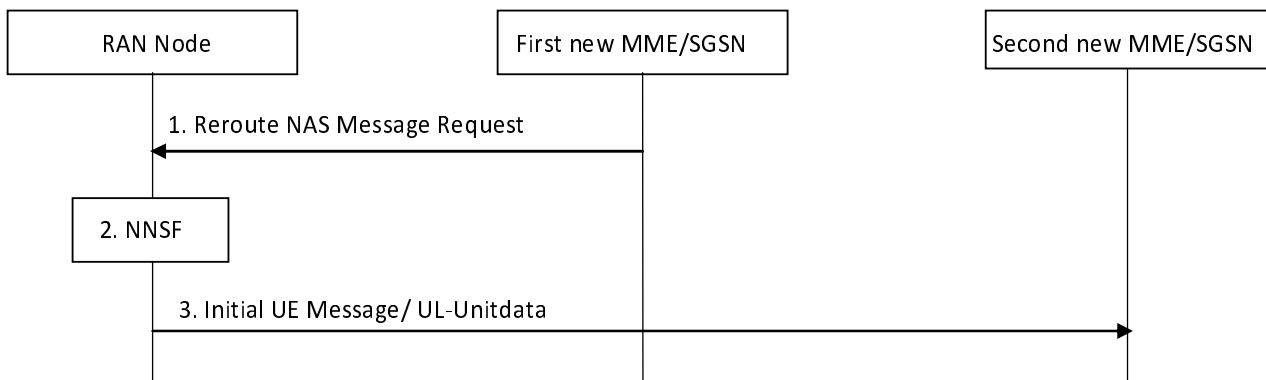 RAN Node
First new MME/SGSN
Second new MME/SGSN
1. Reroute NAS Message Request
2. NNSF
3. Initial UE Message/ UL-Unitdata